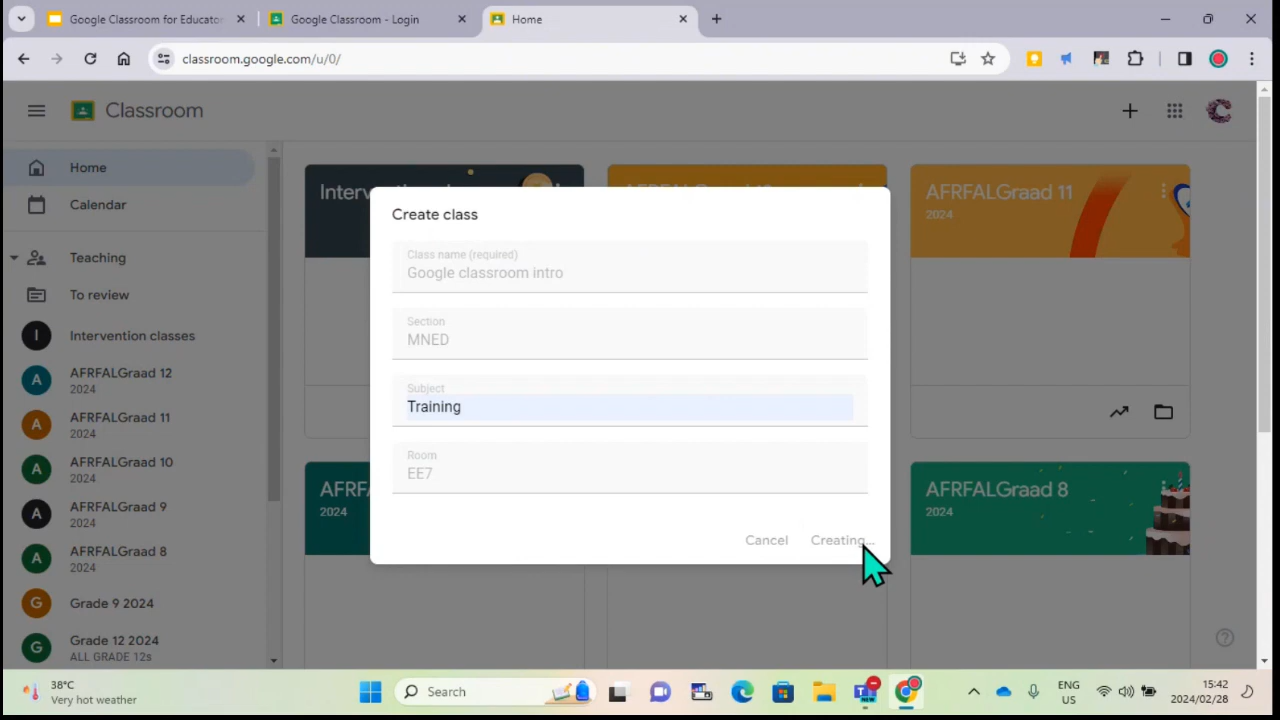 Google Classroom for Educato
Google Classroom - Login
Home
classroom.google.com/u/0/
Classroom
Home
Calendar
Teaching
To review
I
Intervention classes
A
AFRFALGraad 12
2024
A
AFRFALGraad 11
2024
A
AFRFALGraad 10
2024
A
AFRFALGraad 9
2024
A
AFRFALGraad 8
2024
G
Grade 9 2024
G
Grade 12 2024
ALL GRADE 12s
AFRFALGraad 11
2024
2024
AFRFALGraad 8
2024
Create class
Class name (required)
Google classroom intro
Section
MNED
Subject
Training
Room
EE7
Cancel
Creating...
38°C
Very hot weather
Search
NEW
ENG
US
15:42
2024/02/28